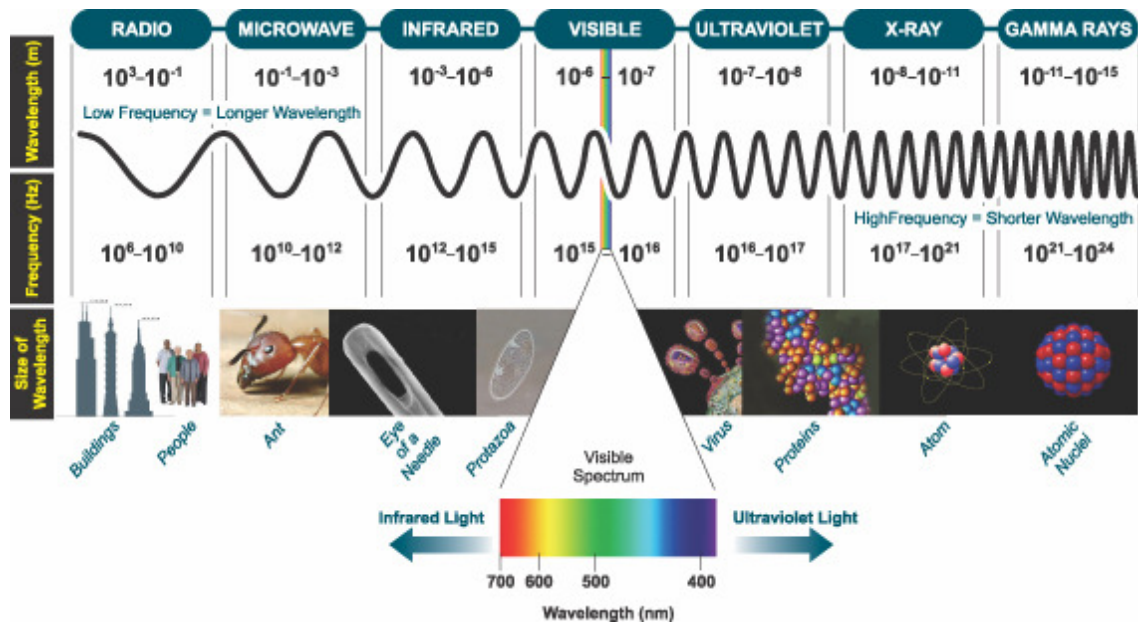 RADIO MICROWAVE INFRARED VISIBLE ULTRAVIOLET X-RAY GAMMA RAYS
Wavelength (m)
10³–10⁻¹ 10⁻¹–10⁻³ 10⁻³–10⁻⁶ 10⁻⁶ – 10⁻⁷ 10⁻⁷–10⁻⁸ 10⁻⁸–10⁻¹¹ 10⁻¹¹–10⁻¹⁵
Low Frequency = Longer Wavelength
Frequency (Hz)
HighFrequency = Shorter Wavelength
10⁶–10¹⁰ 10¹⁰–10¹² 10¹²–10¹⁵ 10¹⁵ – 10¹⁶ 10¹⁶–10¹⁷ 10¹⁷–10²¹ 10²¹–10²⁴
Size of
Wavelength
Buildings
People
Ant
Eye
of a
Needle
Protazoa
Virus
Proteins
Atom
Atomic
Nuclei
Visible
Spectrum
Infrared Light
Ultraviolet Light
700 600 500 400
Wavelength (nm)